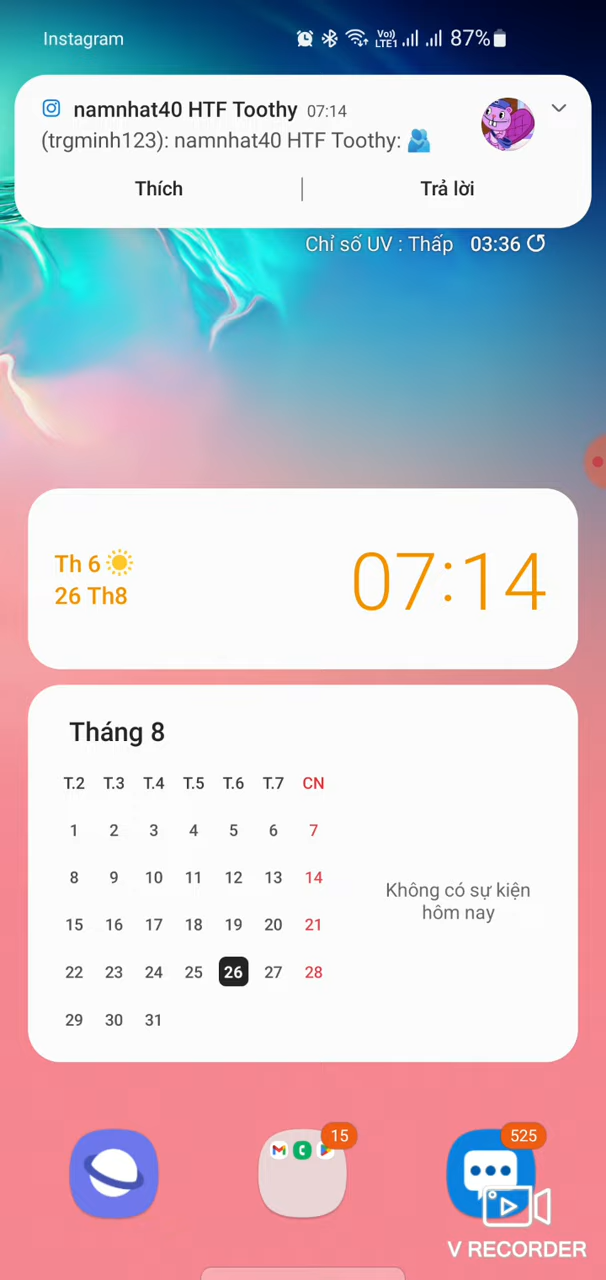 Instagram
Vo))
LTE1
87%
namnhat40 HTF Toothy 07:14
(trgminh123): namnhat40 HTF Toothy: 🫂
Thích | Trả lời
Chỉ số UV : Thấp 03:36
Th 6
26 Th8
07:14
Tháng 8
T.2 T.3 T.4 T.5 T.6 T.7 CN
1 2 3 4 5 6 7
8 9 10 11 12 13 14
15 16 17 18 19 20 21
22 23 24 25 26 27 28
29 30 31
Không có sự kiện
hôm nay
15
525
V RECORDER